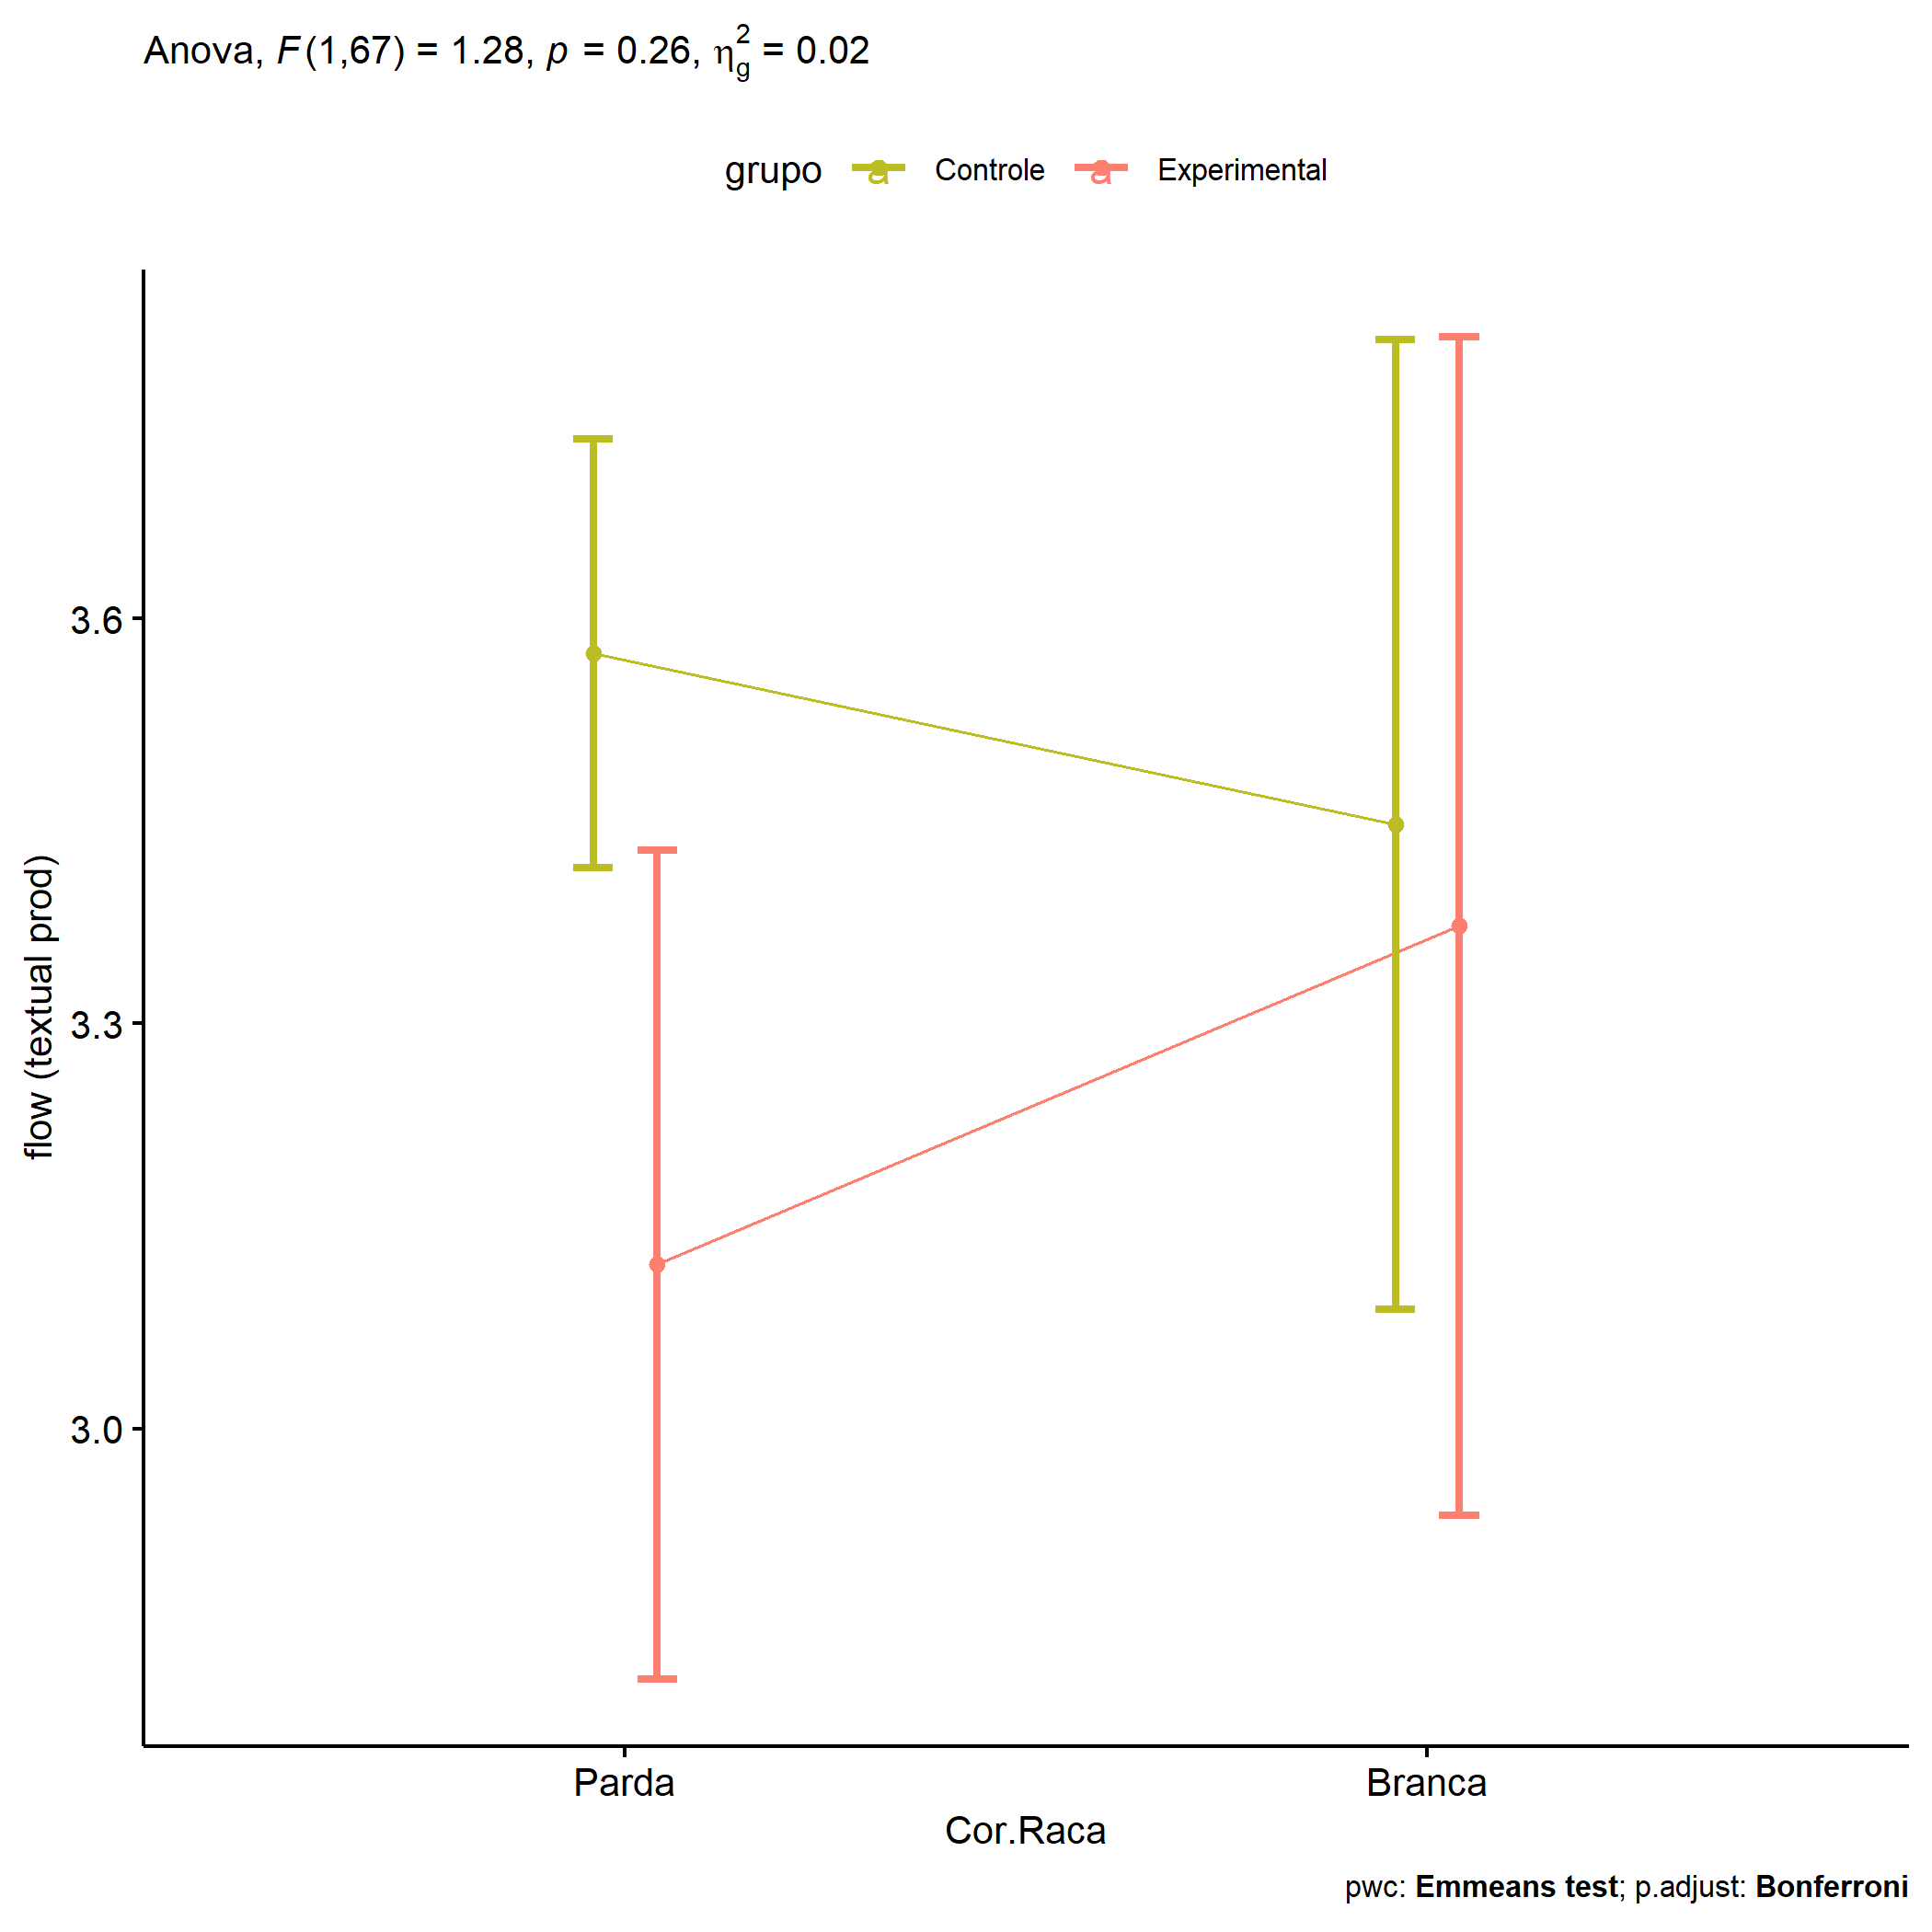 Anova, F(1,67) = 1.28, p = 0.26, η²g = 0.02
grupo a Controle a Experimental
3.6
3.3
3.0
flow (textual prod)
Parda Branca
Cor.Raca
pwc: Emmeans test; p.adjust: Bonferroni